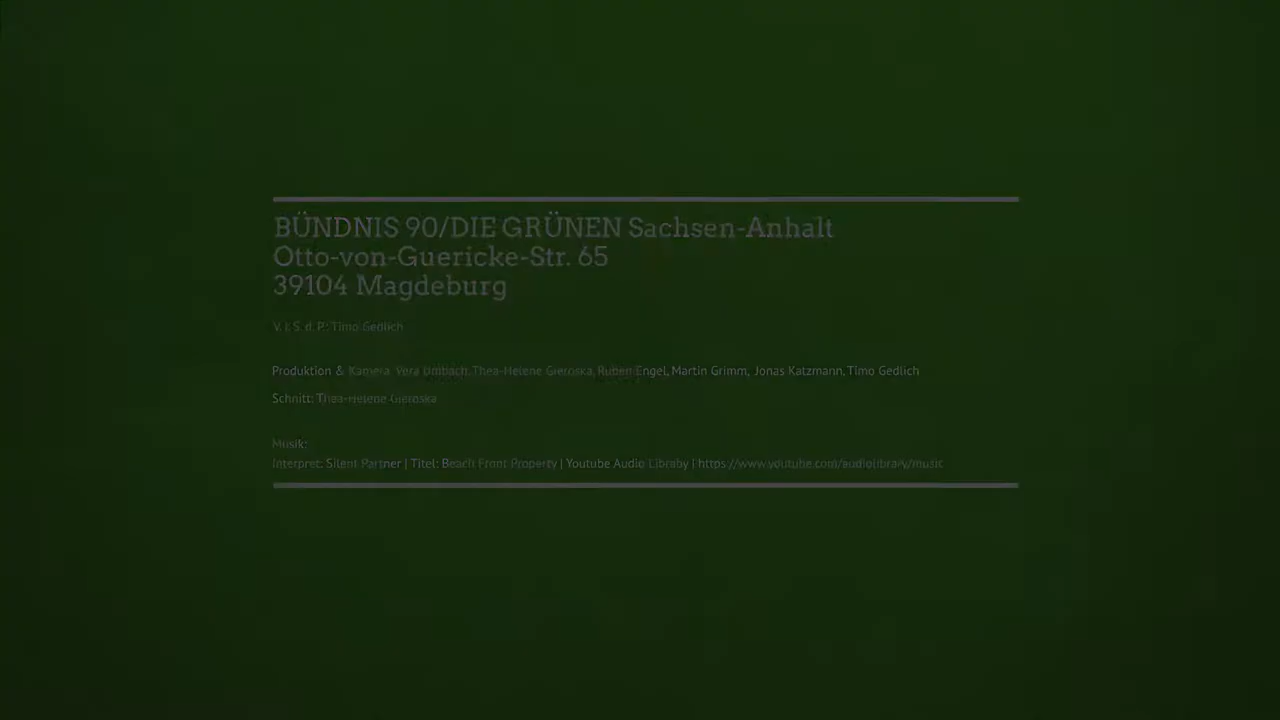 BÜNDNIS 90/DIE GRÜNEN Sachsen-Anhalt
Otto-von-Guericke-Str. 65
39104 Magdeburg
V. i. S. d. P.: Timo Gedlich
Produktion & Kamera: Vera Umbach, Thea-Helene Gieroska, Ruben Engel, Martin Grimm, Jonas Katzmann, Timo Gedlich
Schnitt: Thea-Helene Gieroska
Musik:
Interpret: Silent Partner | Titel: Beach Front Property | Youtube Audio Libraby | https://www.youtube.com/audiolibrary/music